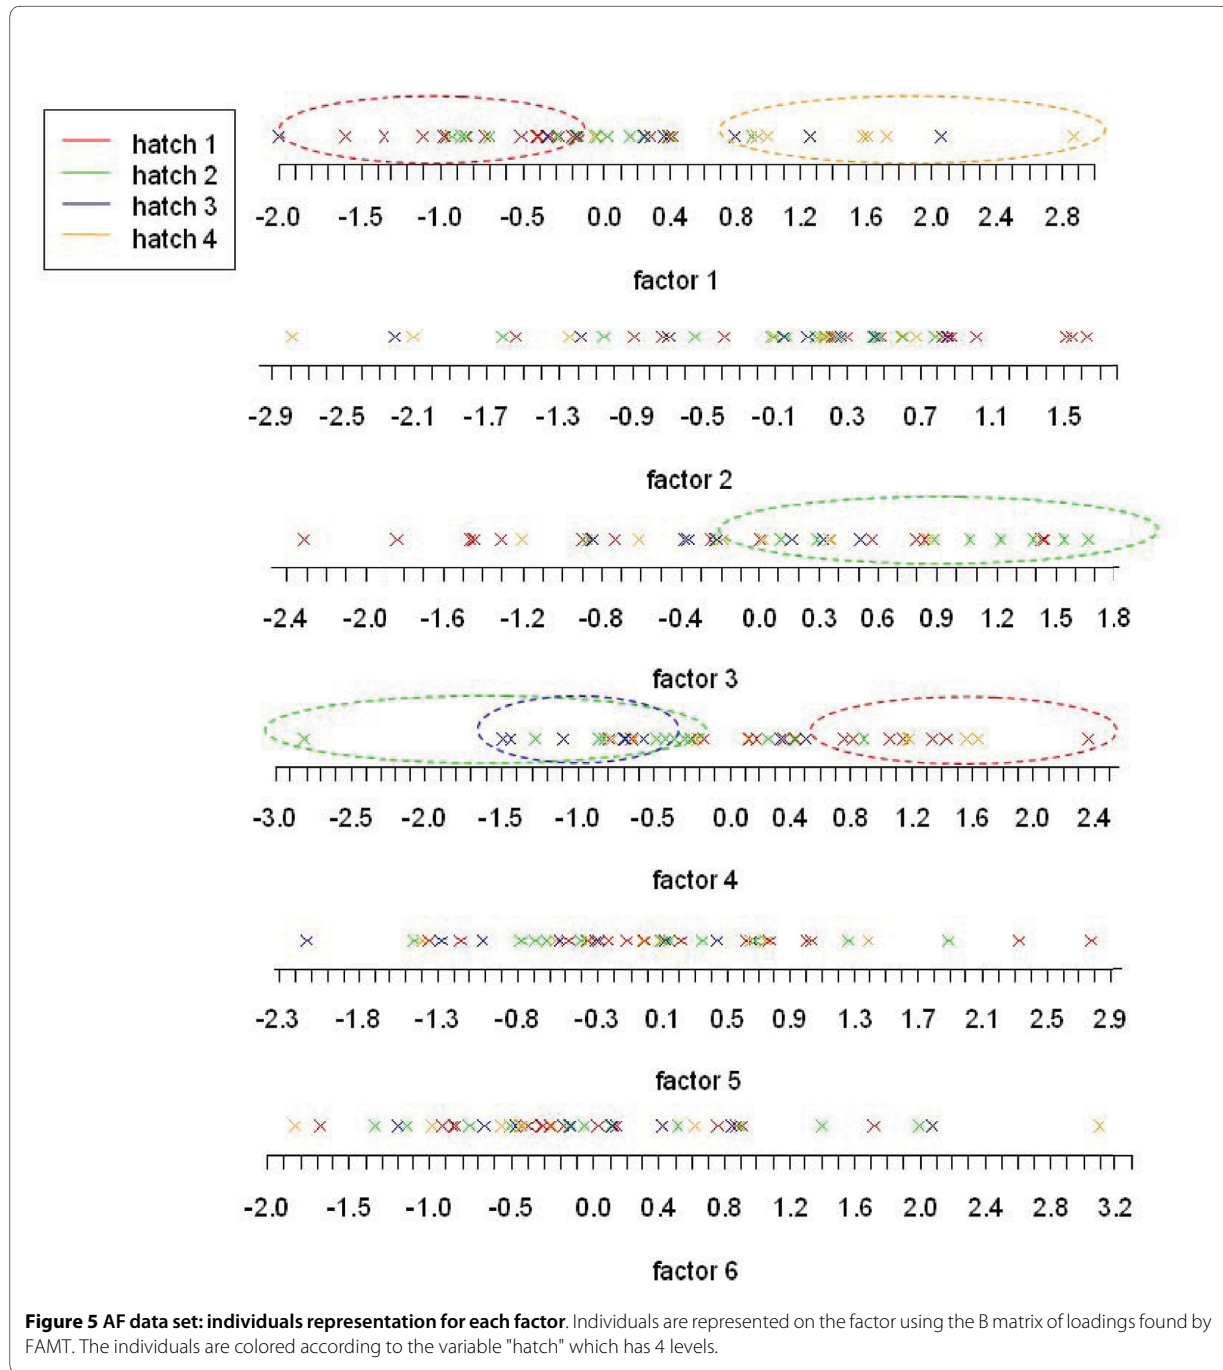 hatch 1
hatch 2
hatch 3
hatch 4
-2.0 -1.5 -1.0 -0.5 0.0 0.4 0.8 1.2 1.6 2.0 2.4 2.8
factor 1
-2.9 -2.5 -2.1 -1.7 -1.3 -0.9 -0.5 -0.1 0.3 0.7 1.1 1.5
factor 2
-2.4 -2.0 -1.6 -1.2 -0.8 -0.4 0.0 0.3 0.6 0.9 1.2 1.5 1.8
factor 3
-3.0 -2.5 -2.0 -1.5 -1.0 -0.5 0.0 0.4 0.8 1.2 1.6 2.0 2.4
factor 4
-2.3 -1.8 -1.3 -0.8 -0.3 0.1 0.5 0.9 1.3 1.7 2.1 2.5 2.9
factor 5
-2.0 -1.5 -1.0 -0.5 0.0 0.4 0.8 1.2 1.6 2.0 2.4 2.8 3.2
factor 6
Figure 5 AF data set: individuals representation for each factor. Individuals are represented on the factor using the B matrix of loadings found by
FAMT. The individuals are colored according to the variable "hatch" which has 4 levels.